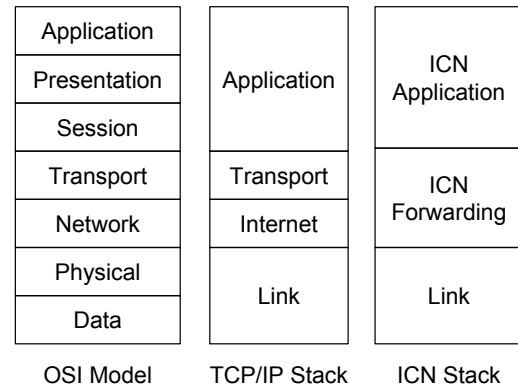 Application
Presentation
Session
Transport
Network
Physical
Data
OSI Model
Application
Transport
Internet
Link
TCP/IP Stack
ICN
Application
ICN
Forwarding
Link
ICN Stack